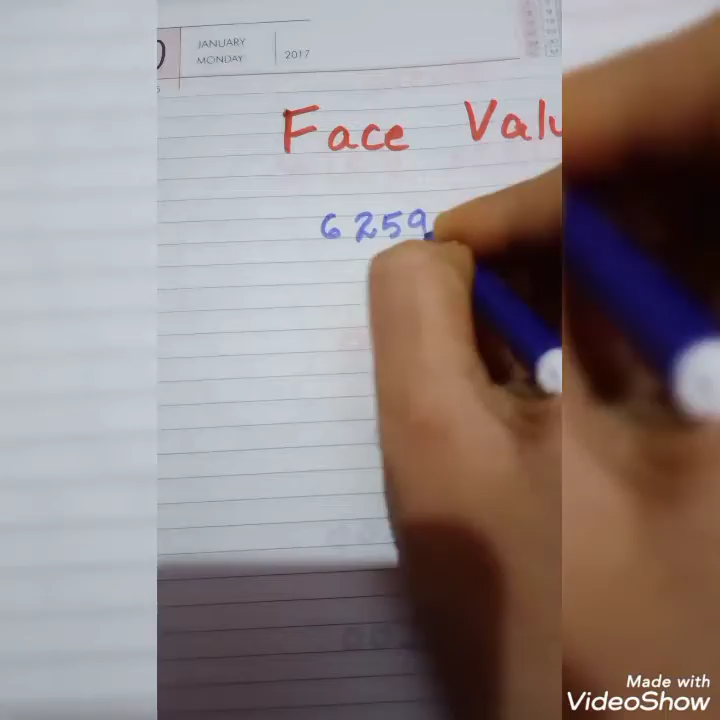 JANUARY
MONDAY
2017
Face Valu
6259
Made with
VideoShow